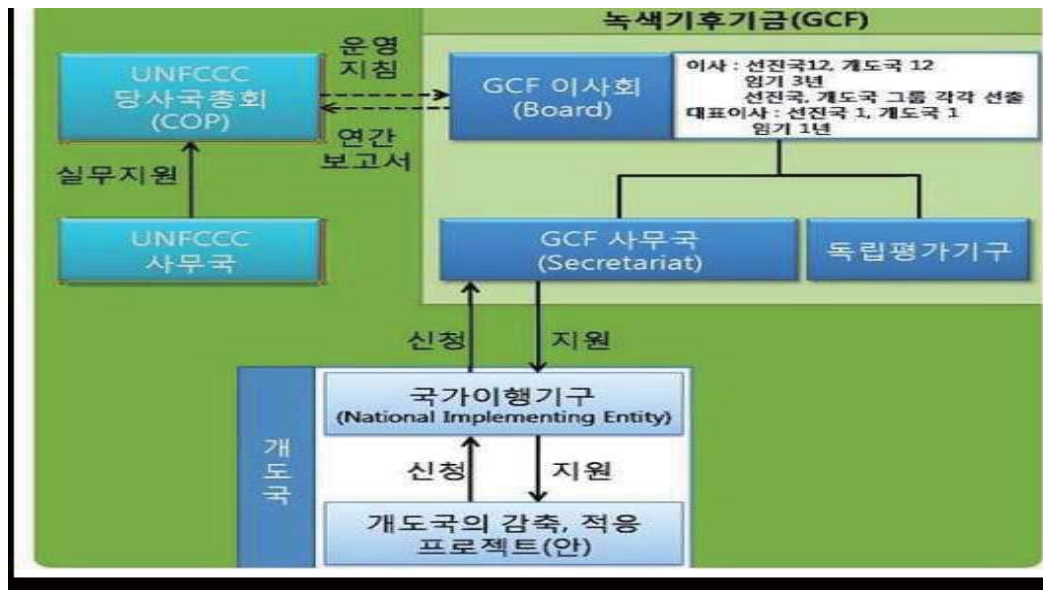 녹색기후기금(GCF)
UNFCCC
당사국총회
(COP)
운영
지침
연간
보고서
GCF 이사회
(Board)
이사 : 선진국12, 개도국 12
임기 3년
선진국, 개도국 그룹 각각 선출
대표이사 : 선진국 1, 개도국 1
임기 1년
실무지원
UNFCCC
사무국
GCF 사무국
(Secretariat)
독립평가기구
신청
지원
개도국
국가이행기구
(National Implementing Entity)
신청
지원
개도국의 감축, 적응
프로젝트(안)